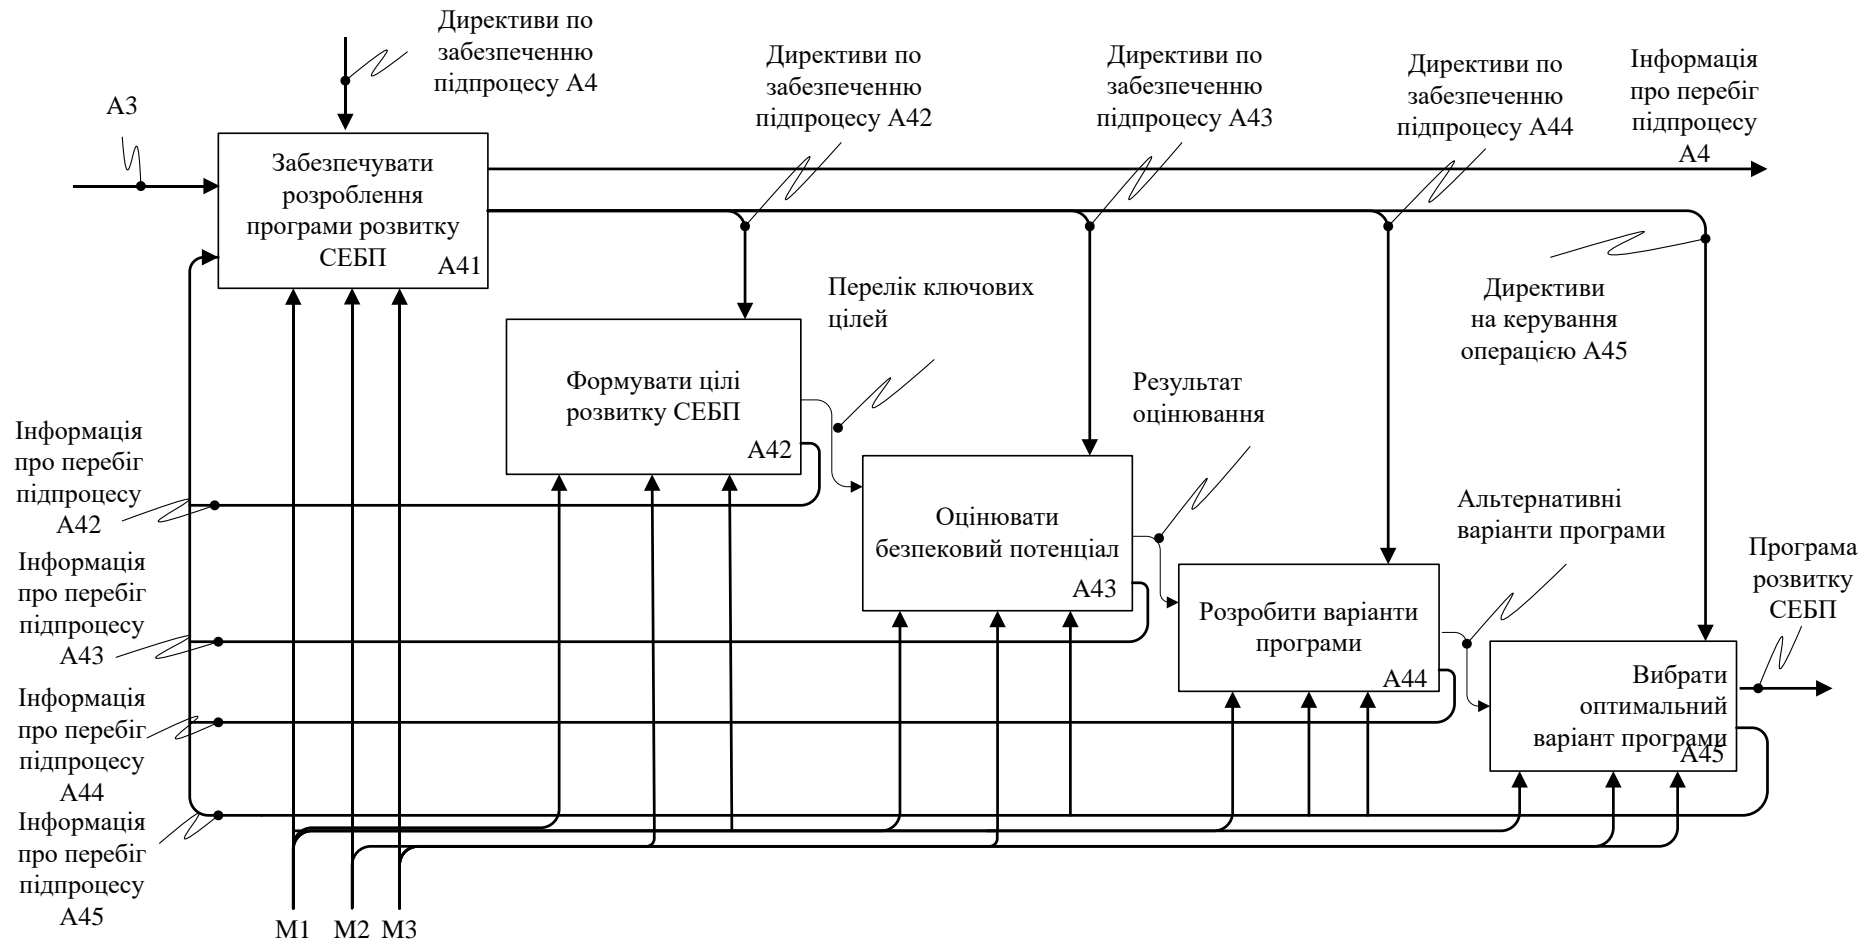 Директиви по
забезпеченню
підпроцесу А4
А3
Директиви по
забезпеченню
підпроцесу А42
Директиви по
забезпеченню
підпроцесу А43
Директиви по
забезпеченню
підпроцесу А44
Інформація
про перебіг
підпроцесу
А4
Забезпечувати
розроблення
програми розвитку
СЕБП
А41
Перелік ключових
цілей
Директиви
на керування
операцією А45
Формувати цілі
розвитку СЕБП
А42
Результат
оцінювання
Інформація
про перебіг
підпроцесу
А42
Оцінювати
безпековий потенціал
А43
Альтернативні
варіанти програми
Програма
розвитку
СЕБП
Інформація
про перебіг
підпроцесу
А43
Розробити варіанти
програми
А44
Вибрати
оптимальний
варіант програми
А45
Інформація
про перебіг
підпроцесу
А44
Інформація
про перебіг
підпроцесу
А45
М1 М2 М3